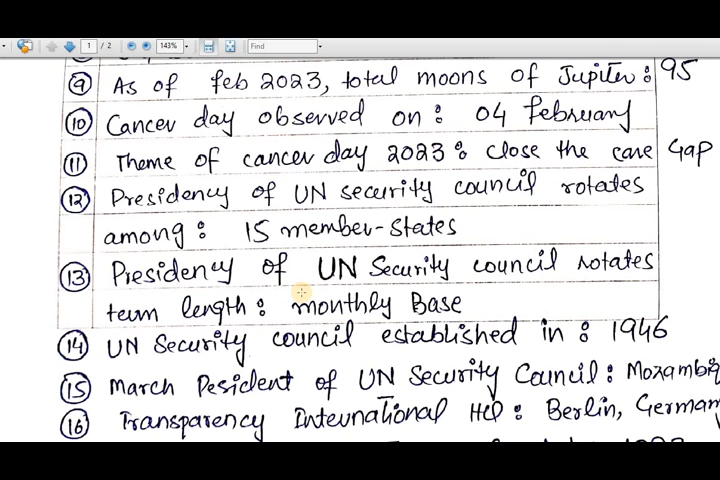 1 / 2 143% Find
9 As of feb 2023, total moons of Jupiter : 95
10 Cancer day observed on : 04 february
11 Theme of cancer day 2023 : Close the care Gap
12 Presidency of UN security council rotates
among : 15 member-states
13 Presidency of UN Security council rotates
term length : monthly Base
14 UN Security council established in : 1946
15 March Pesident of UN Security Council : Mozambiq
16 Transparency International HQ : Berlin, German